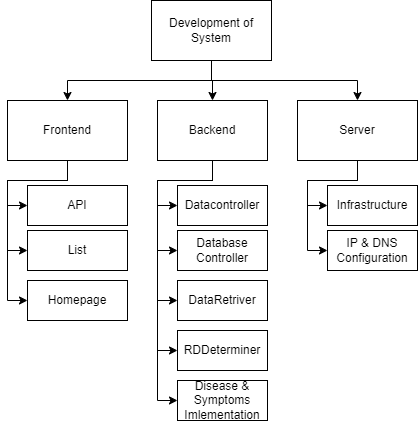 Development of
System
Frontend
Backend
Server
API
List
Homepage
Datacontroller
Database
Controller
DataRetriver
RDDeterminer
Disease &
Symptoms
Imlementation
Infrastructure
IP & DNS
Configuration